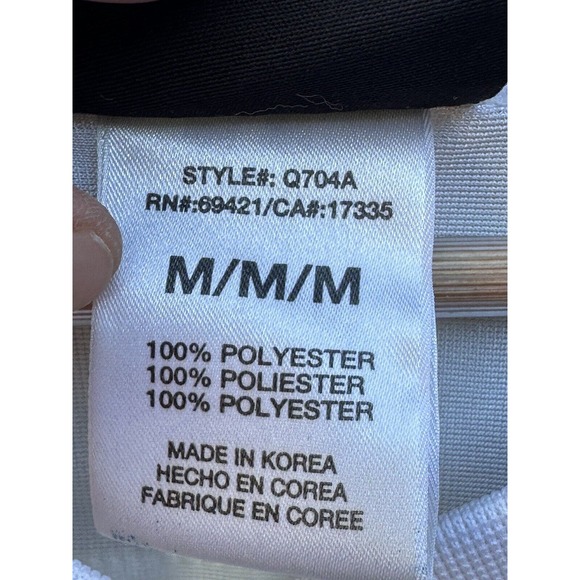 STYLE#: Q704A
RN#:69421/CA#:17335
M/M/M
100% POLYESTER
100% POLIESTER
100% POLYESTER
MADE IN KOREA
HECHO EN COREA
FABRIQUE EN COREE